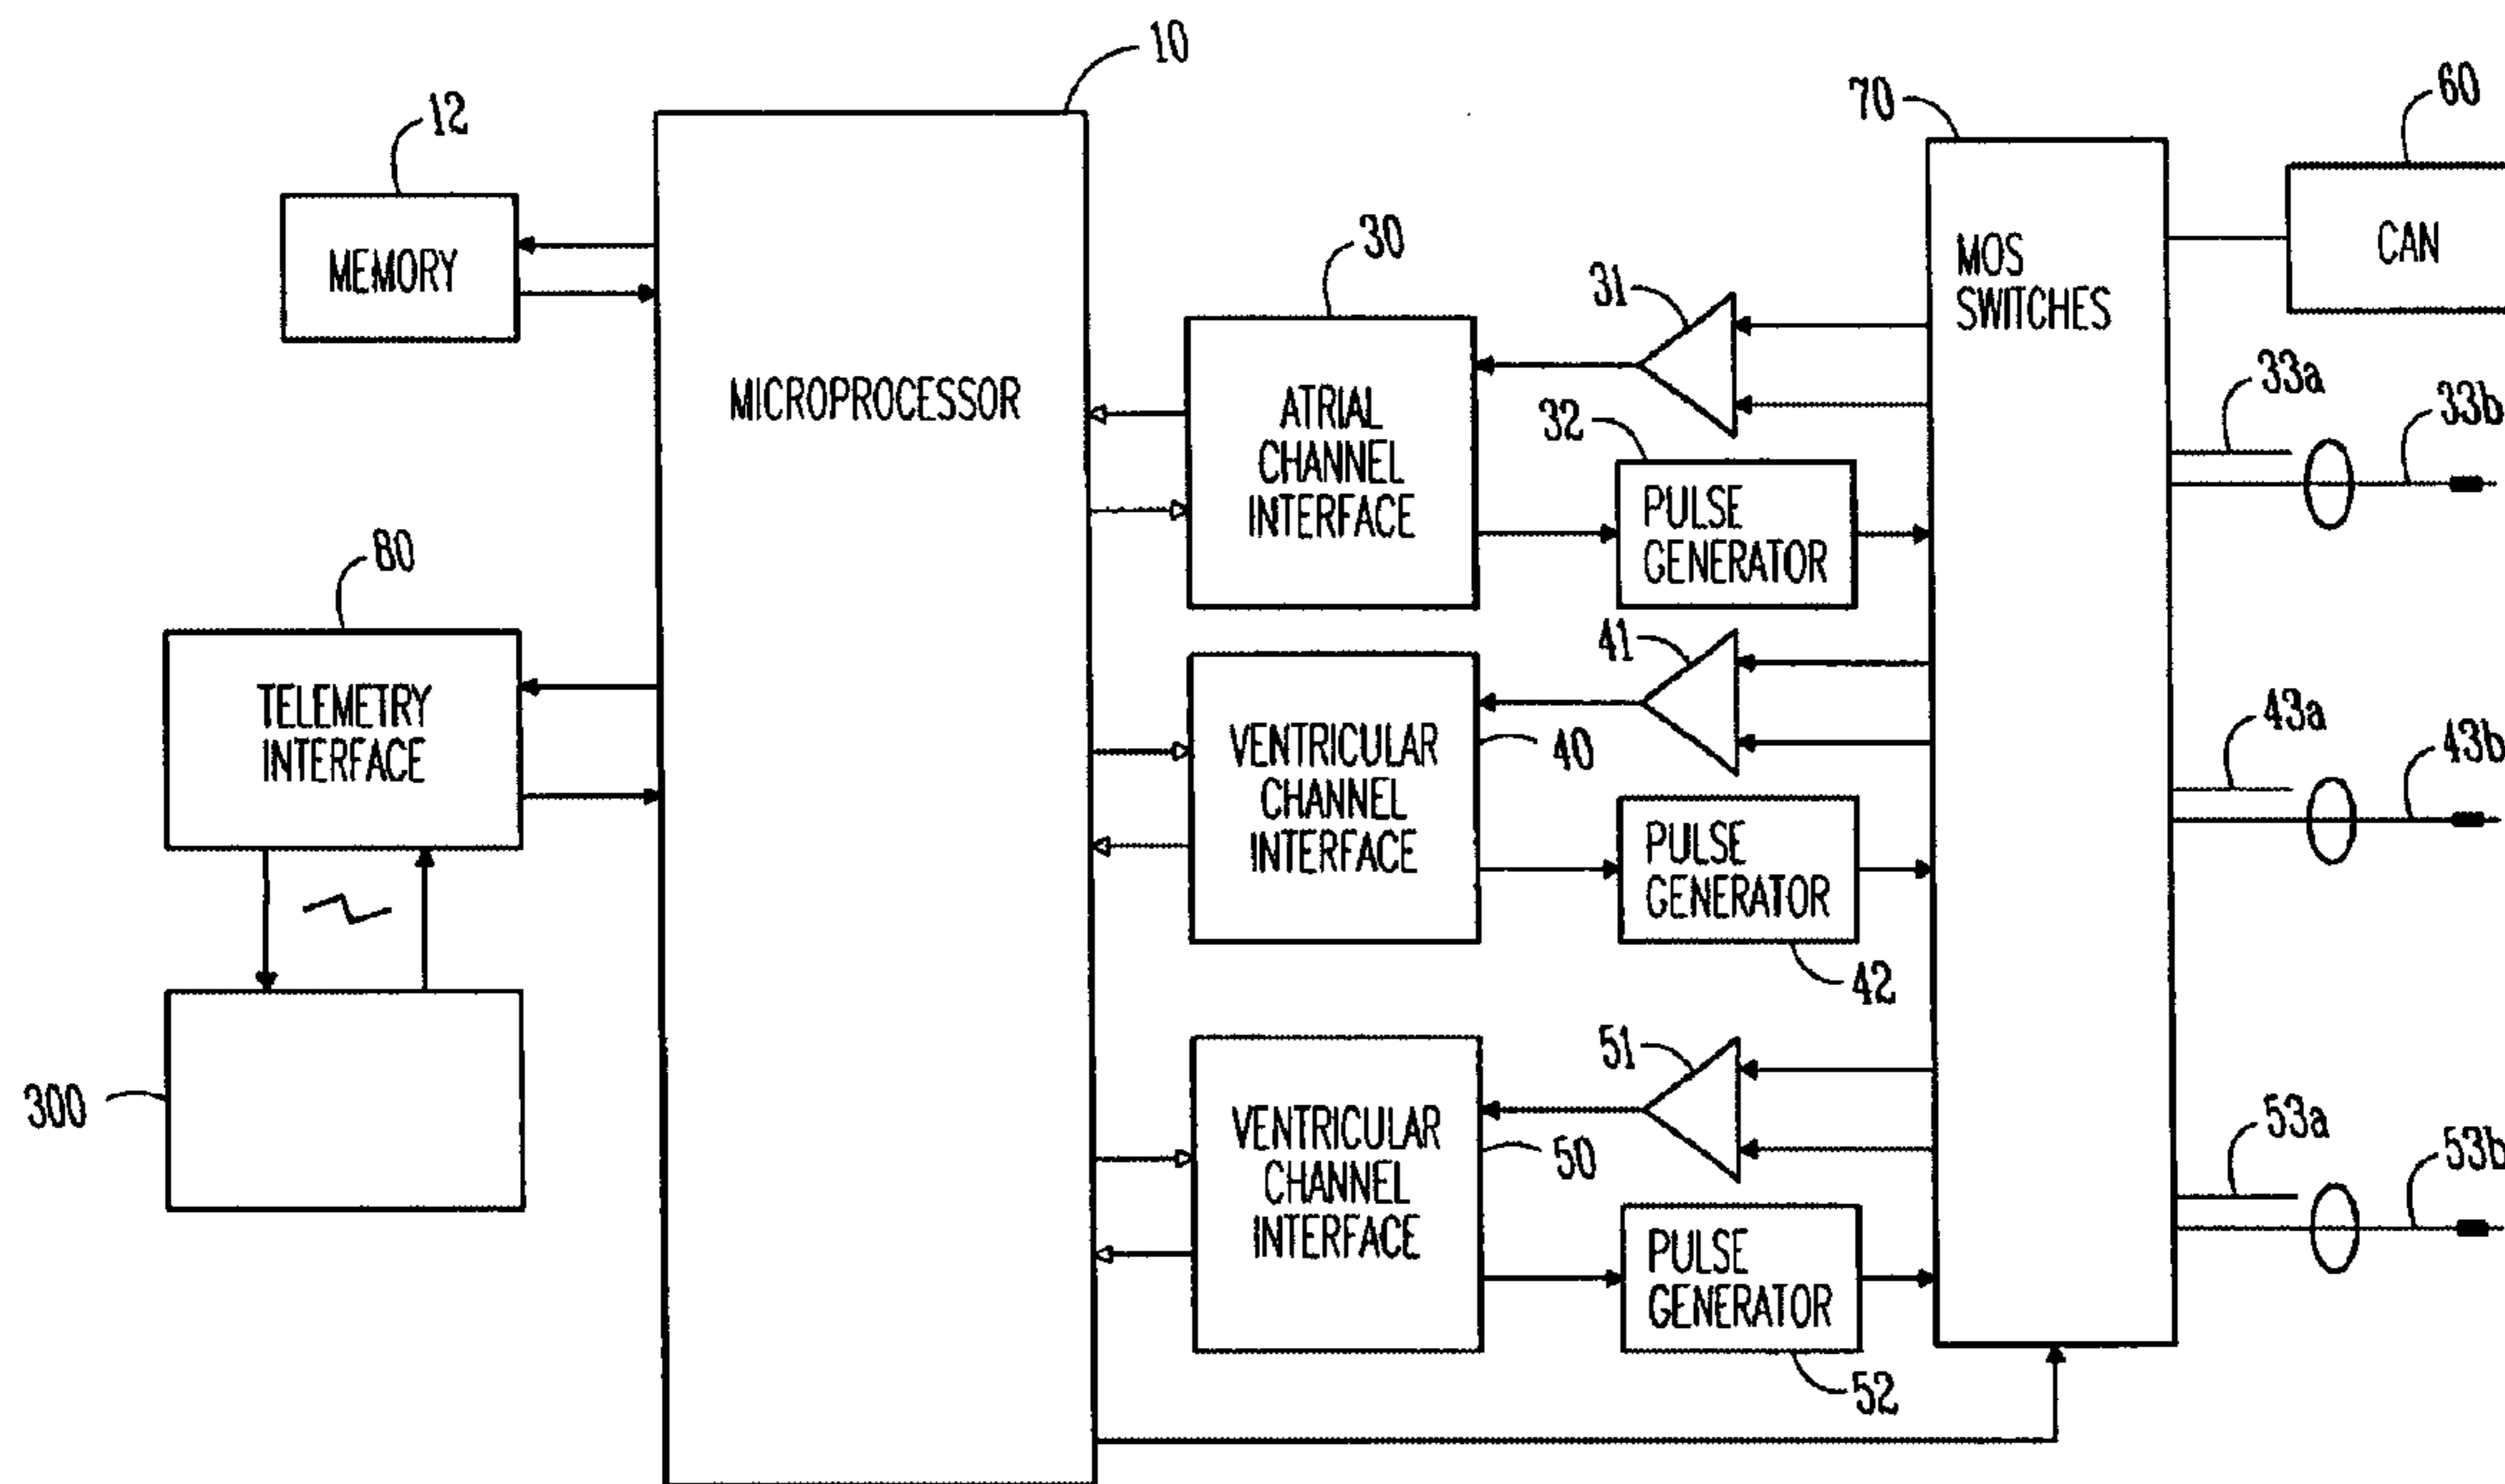 10
12
70
60
MEMORY
30
31
MOS
SWITCHES
CAN
MICROPROCESSOR
ATRIAL
CHANNEL
INTERFACE
32
33a
33b
PULSE
GENERATOR
80
41
TELEMETRY
INTERFACE
VENTRICULAR
CHANNEL
INTERFACE
40
43a
43b
PULSE
GENERATOR
42
300
51
VENTRICULAR
CHANNEL
INTERFACE
50
53a
53b
PULSE
GENERATOR
52